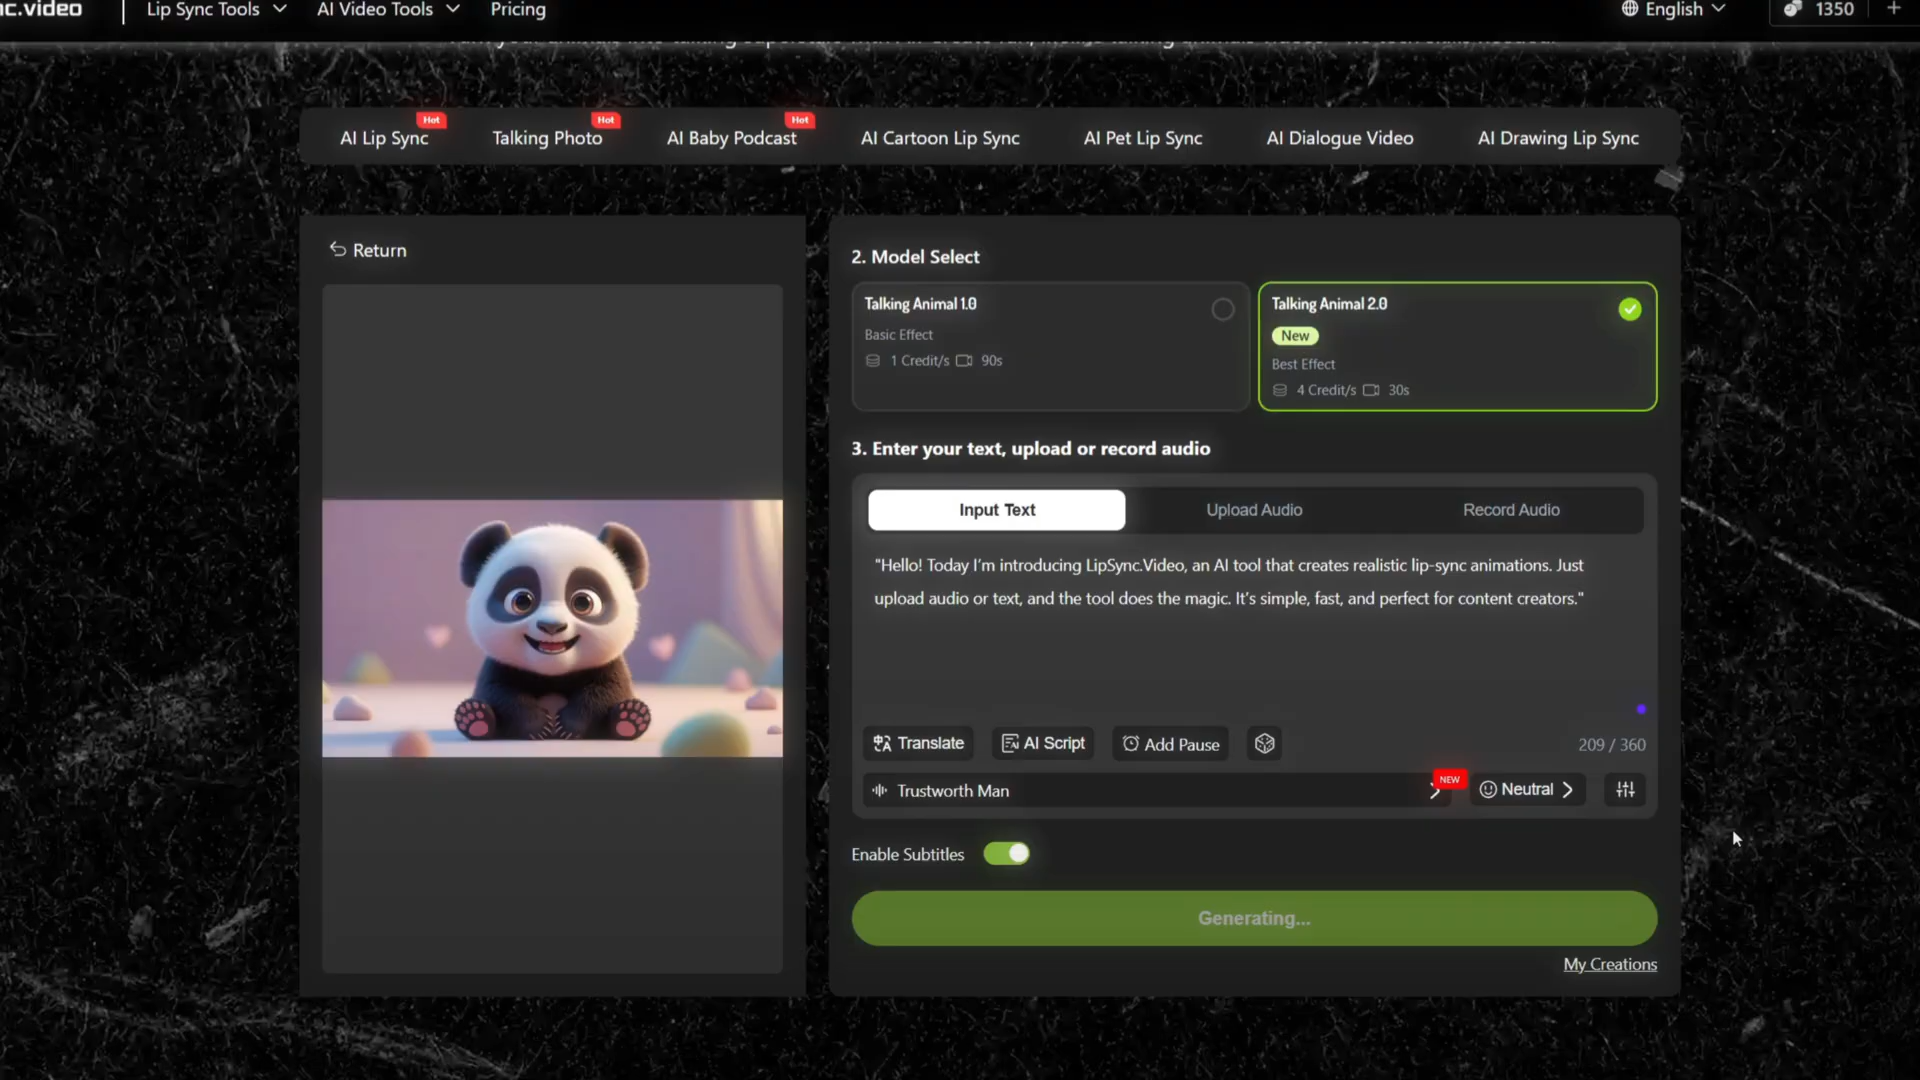 nc.video
Lip Sync Tools
AI Video Tools
Pricing
English
1350
Hot
Hot
Hot
AI Lip Sync
Talking Photo
AI Baby Podcast
AI Cartoon Lip Sync
AI Pet Lip Sync
AI Dialogue Video
AI Drawing Lip Sync
Return
2. Model Select
Talking Animal 1.0
Basic Effect
1 Credit/s 90s
Talking Animal 2.0
New
Best Effect
4 Credit/s 30s
3. Enter your text, upload or record audio
Input Text
Upload Audio
Record Audio
"Hello! Today I'm introducing LipSync.Video, an AI tool that creates realistic lip-sync animations. Just
upload audio or text, and the tool does the magic. It's simple, fast, and perfect for content creators."
Translate
AI Script
Add Pause
209 / 360
Trustworth Man
NEW
Neutral
Enable Subtitles
Generating...
My Creations